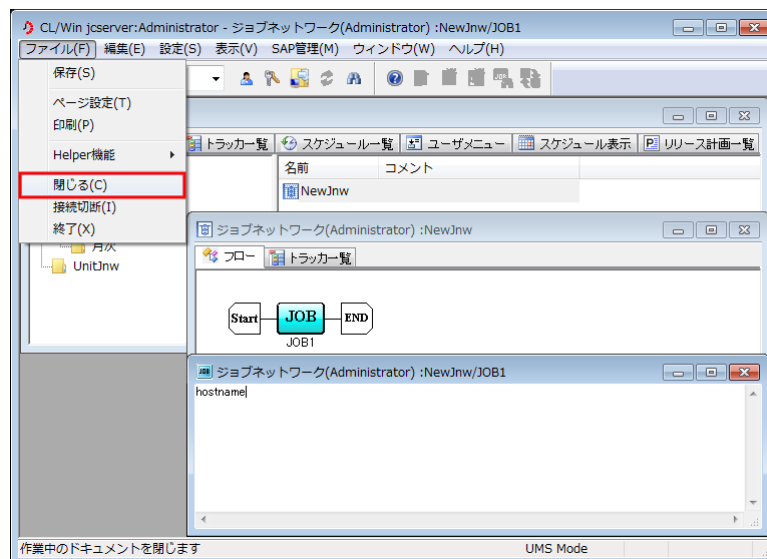 CL/Win jcserver:Administrator - ジョブネットワーク(Administrator) :NewJnw/JOB1
ファイル(F) 編集(E) 設定(S) 表示(V) SAP管理(M) ウィンドウ(W) ヘルプ(H)
保存(S)
ページ設定(T)
印刷(P)
Helper機能
閉じる(C)
接続切断(I)
終了(X)
トラッカ一覧 スケジュール一覧 ユーザメニュー スケジュール表示 リリース計画一覧
名前 コメント
NewJnw
月次
UnitJnw
ジョブネットワーク(Administrator) :NewJnw
フロー トラッカ一覧
Start JOB END
JOB1
ジョブネットワーク(Administrator) :NewJnw/JOB1
hostname
作業中のドキュメントを閉じます UMS Mode